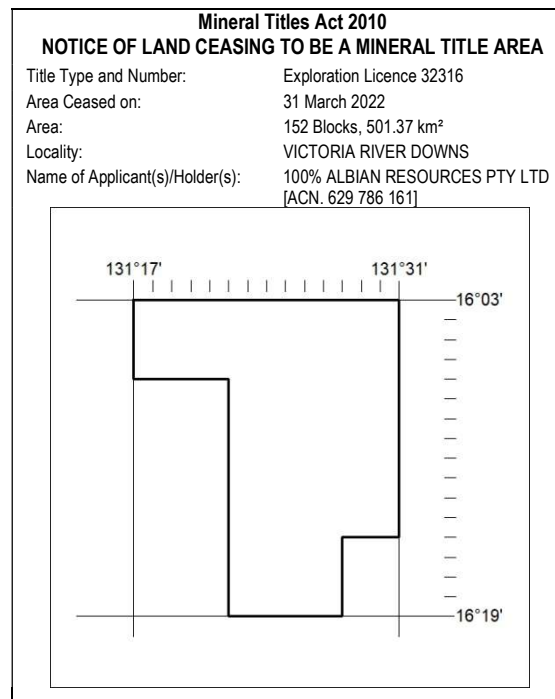 Mineral Titles Act 2010
NOTICE OF LAND CEASING TO BE A MINERAL TITLE AREA
Title Type and Number: Exploration Licence 32316
Area Ceased on: 31 March 2022
Area: 152 Blocks, 501.37 km²
Locality: VICTORIA RIVER DOWNS
Name of Applicant(s)/Holder(s): 100% ALBIAN RESOURCES PTY LTD
[ACN. 629 786 161]
131°17' 131°31'
16°03'
16°19'